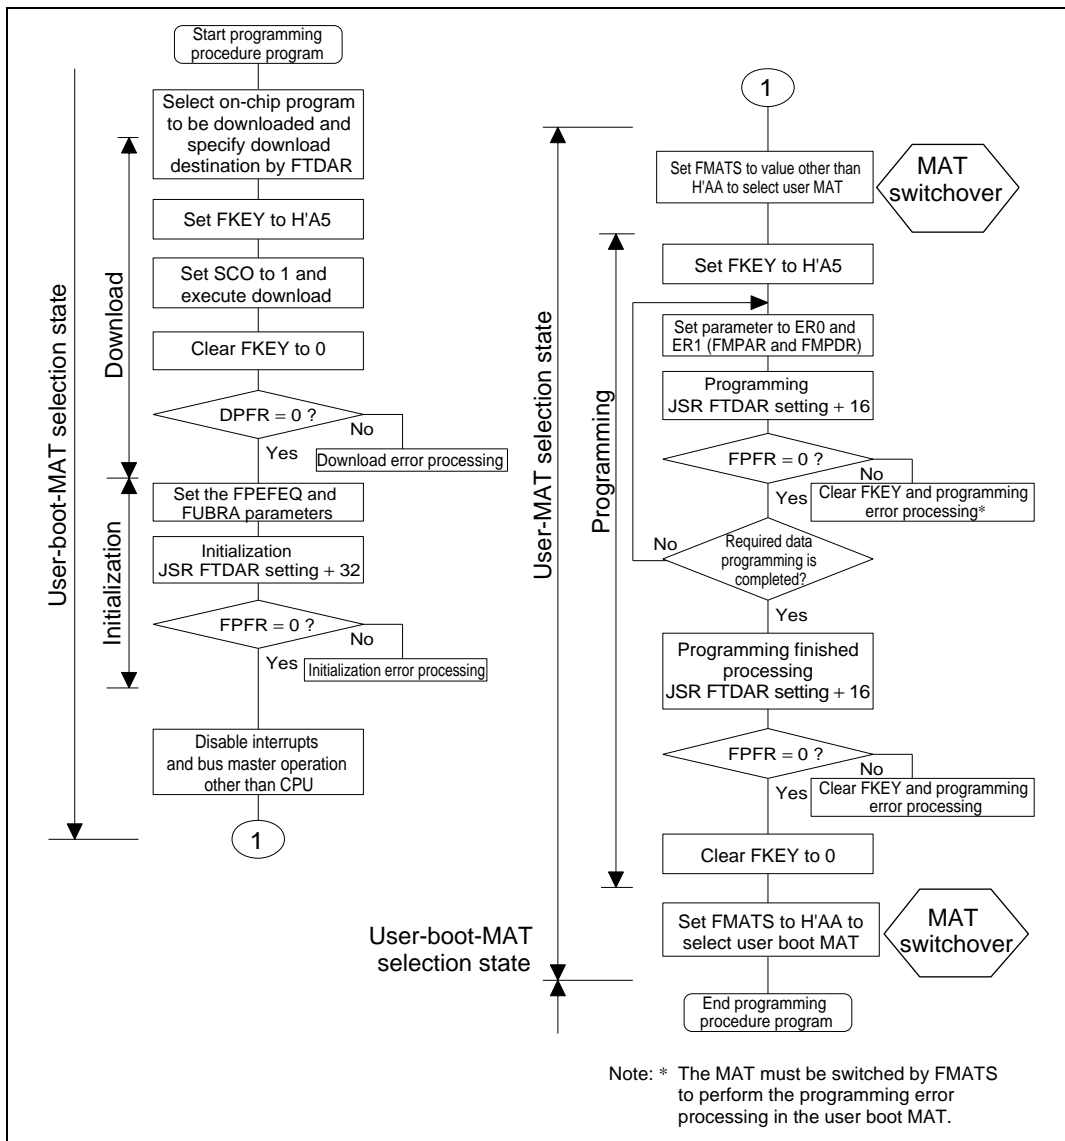 Start programming
procedure program
Select on-chip program
to be downloaded and
specify download
destination by FTDAR
Set FKEY to H'A5
Set SCO to 1 and
execute download
Clear FKEY to 0
DPFR = 0 ?
No
Yes
Download error processing
Set the FPEFEQ and
FUBRA parameters
Initialization
JSR FTDAR setting + 32
FPFR = 0 ?
No
Yes
Initialization error processing
Disable interrupts
and bus master operation
other than CPU
1
User-boot-MAT selection state
Download
Initialization
1
Set FMATS to value other than
H'AA to select user MAT
MAT
switchover
Set FKEY to H'A5
Set parameter to ER0 and
ER1 (FMPAR and FMPDR)
Programming
JSR FTDAR setting + 16
FPFR = 0 ?
No
Yes
Clear FKEY and programming
error processing*
No
Required data
programming is
completed?
Yes
Programming finished
processing
JSR FTDAR setting + 16
FPFR = 0 ?
No
Yes
Clear FKEY and programming
error processing
Clear FKEY to 0
Set FMATS to H'AA to
select user boot MAT
MAT
switchover
End programming
procedure program
User-MAT selection state
Programming
User-boot-MAT
selection state
Note: * The MAT must be switched by FMATS
to perform the programming error
processing in the user boot MAT.